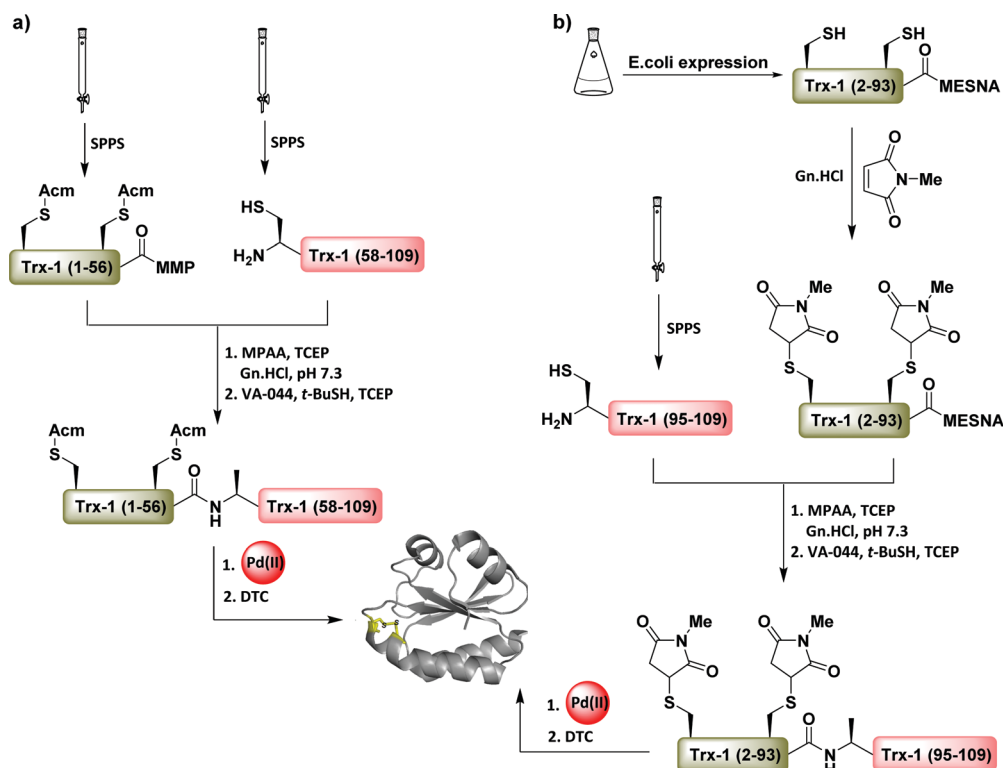 a)
SPPS
SPPS
Acm
S
Acm
S
O
Trx-1 (1-56)
MMP
HS
H₂N
Trx-1 (58-109)
1. MPAA, TCEP
Gn.HCl, pH 7.3
2. VA-044, t-BuSH, TCEP
Acm
S
Acm
S
O
Trx-1 (1-56)
N
H
Trx-1 (58-109)
1. Pd(II)
2. DTC
S
S
b)
E.coli expression
SH
SH
O
Trx-1 (2-93)
MESNA
Gn.HCl
O
N
Me
O
SPPS
HS
H₂N
Trx-1 (95-109)
O
N
Me
O
S
O
N
Me
O
S
O
Trx-1 (2-93)
MESNA
1. MPAA, TCEP
Gn.HCl, pH 7.3
2. VA-044, t-BuSH, TCEP
O
N
Me
O
S
O
N
Me
O
S
O
Trx-1 (2-93)
N
H
Trx-1 (95-109)
1. Pd(II)
2. DTC